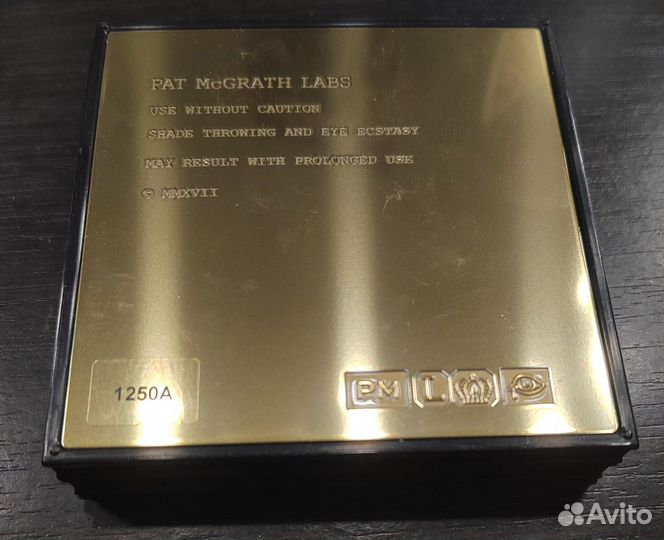 PAT McGRATH LABS
USE WITHOUT CAUTION
SHADE THROWING AND EYE ECSTASY
MAY RESULT WITH PROLONGED USE
© MMXVII
1250A
PM L
Avito